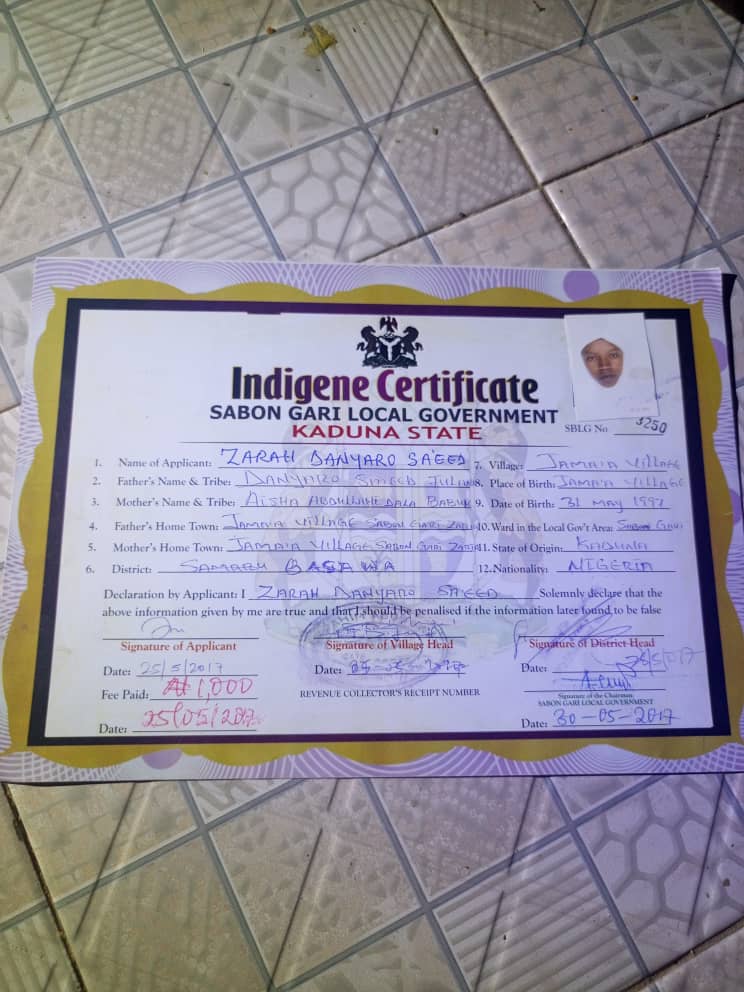 Indigene Certificate
SABON GARI LOCAL GOVERNMENT
KADUNA STATE
SBLG No 3250
1. Name of Applicant: ZARAH DANYARO SA'EED
2. Father's Name & Tribe: DANYARO SA'EED
3. Mother's Name & Tribe: AISHA ABDULLAHI
4. Father's Home Town: JAMA'A VILLAGE SABON GARI
5. Mother's Home Town: JAMA'A VILLAGE SABON GARI
6. District: BASAWA
7. Village: JAMA'A VILLAGE
8. Place of Birth: JAMA'A VILLAGE
9. Date of Birth: 31 MAY 1997
10. Ward in the Local Gov't Area: SABON GARI
11. State of Origin: KADUNA
12. Nationality: NIGERIA
Declaration by Applicant: I ZARAH DANYARO SA'EED Solemnly declare that the
above information given by me are true and that I should be penalised if the information later found to be false
Signature of Applicant
Date: 25/5/2017
Fee Paid: ₦1,000
Date: 25/05/2017
Signature of Village Head
Date:
REVENUE COLLECTOR'S RECEIPT NUMBER
Signature of District Head
Date: 25/5/2017
Signature of the Chairman
SABON GARI LOCAL GOVERNMENT
Date: 30-05-2017